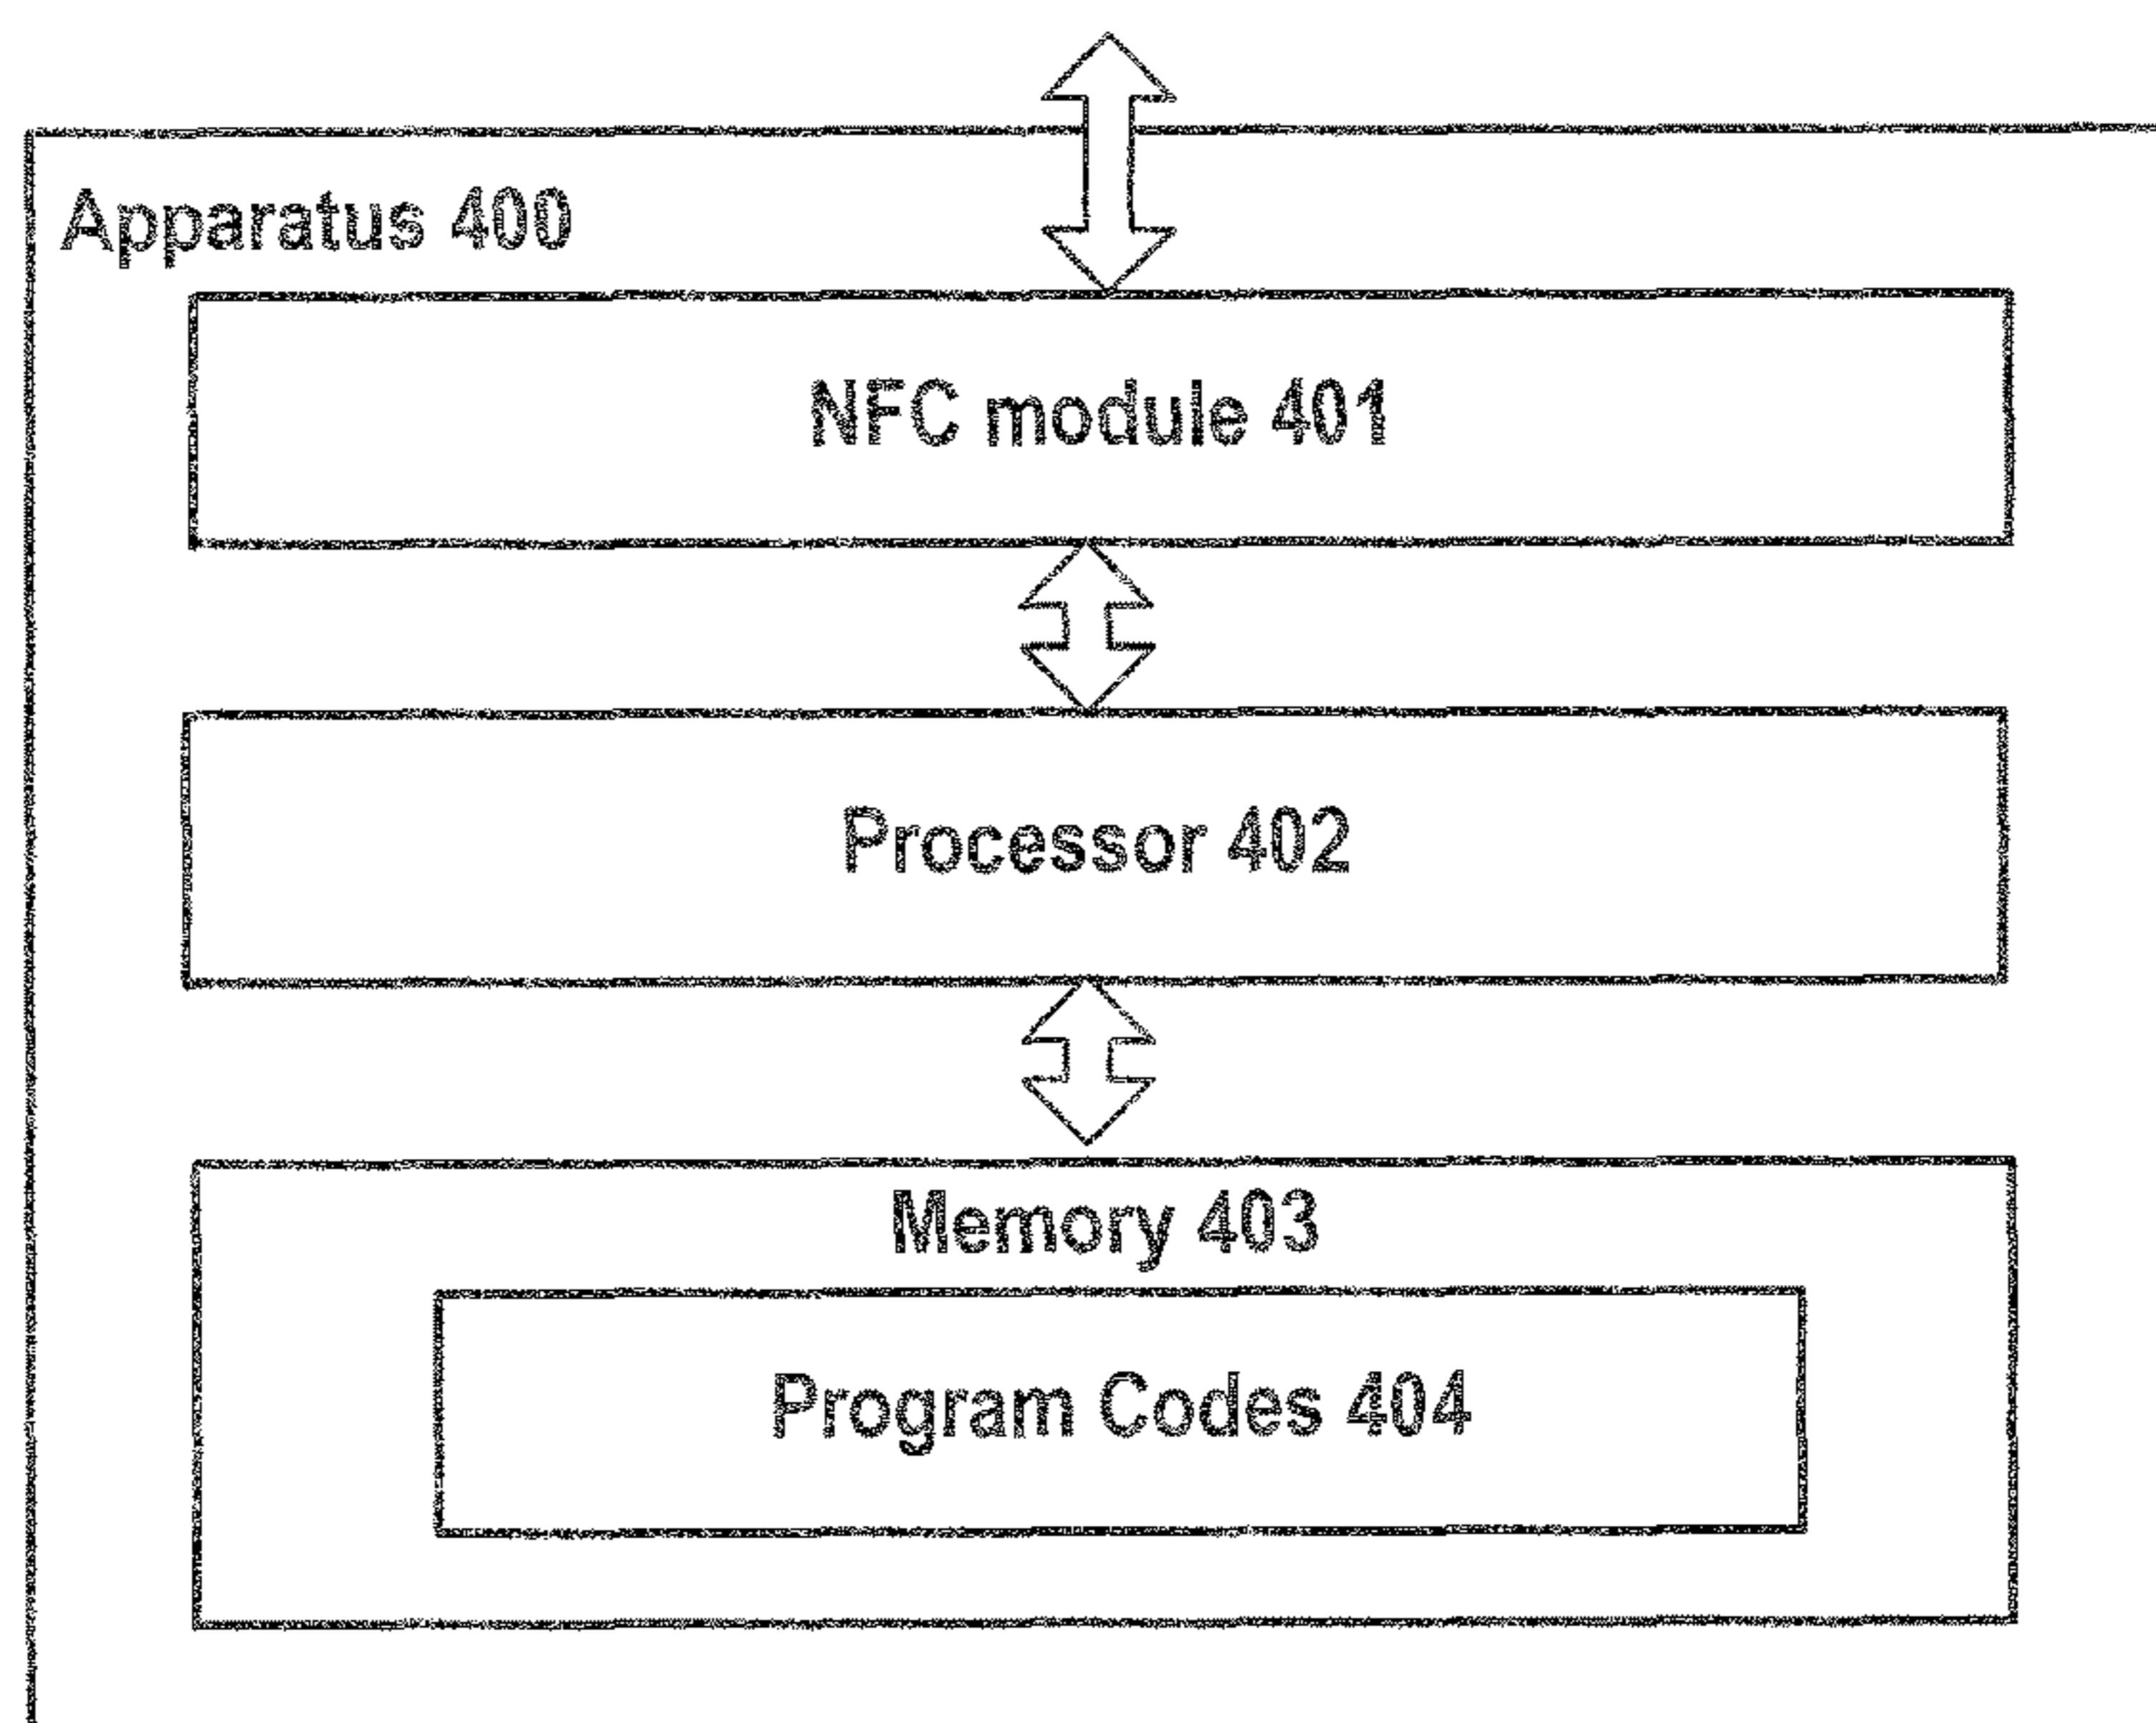 Apparatus 400
NFC module 401
Processor 402
Memory 403
Program Codes 404